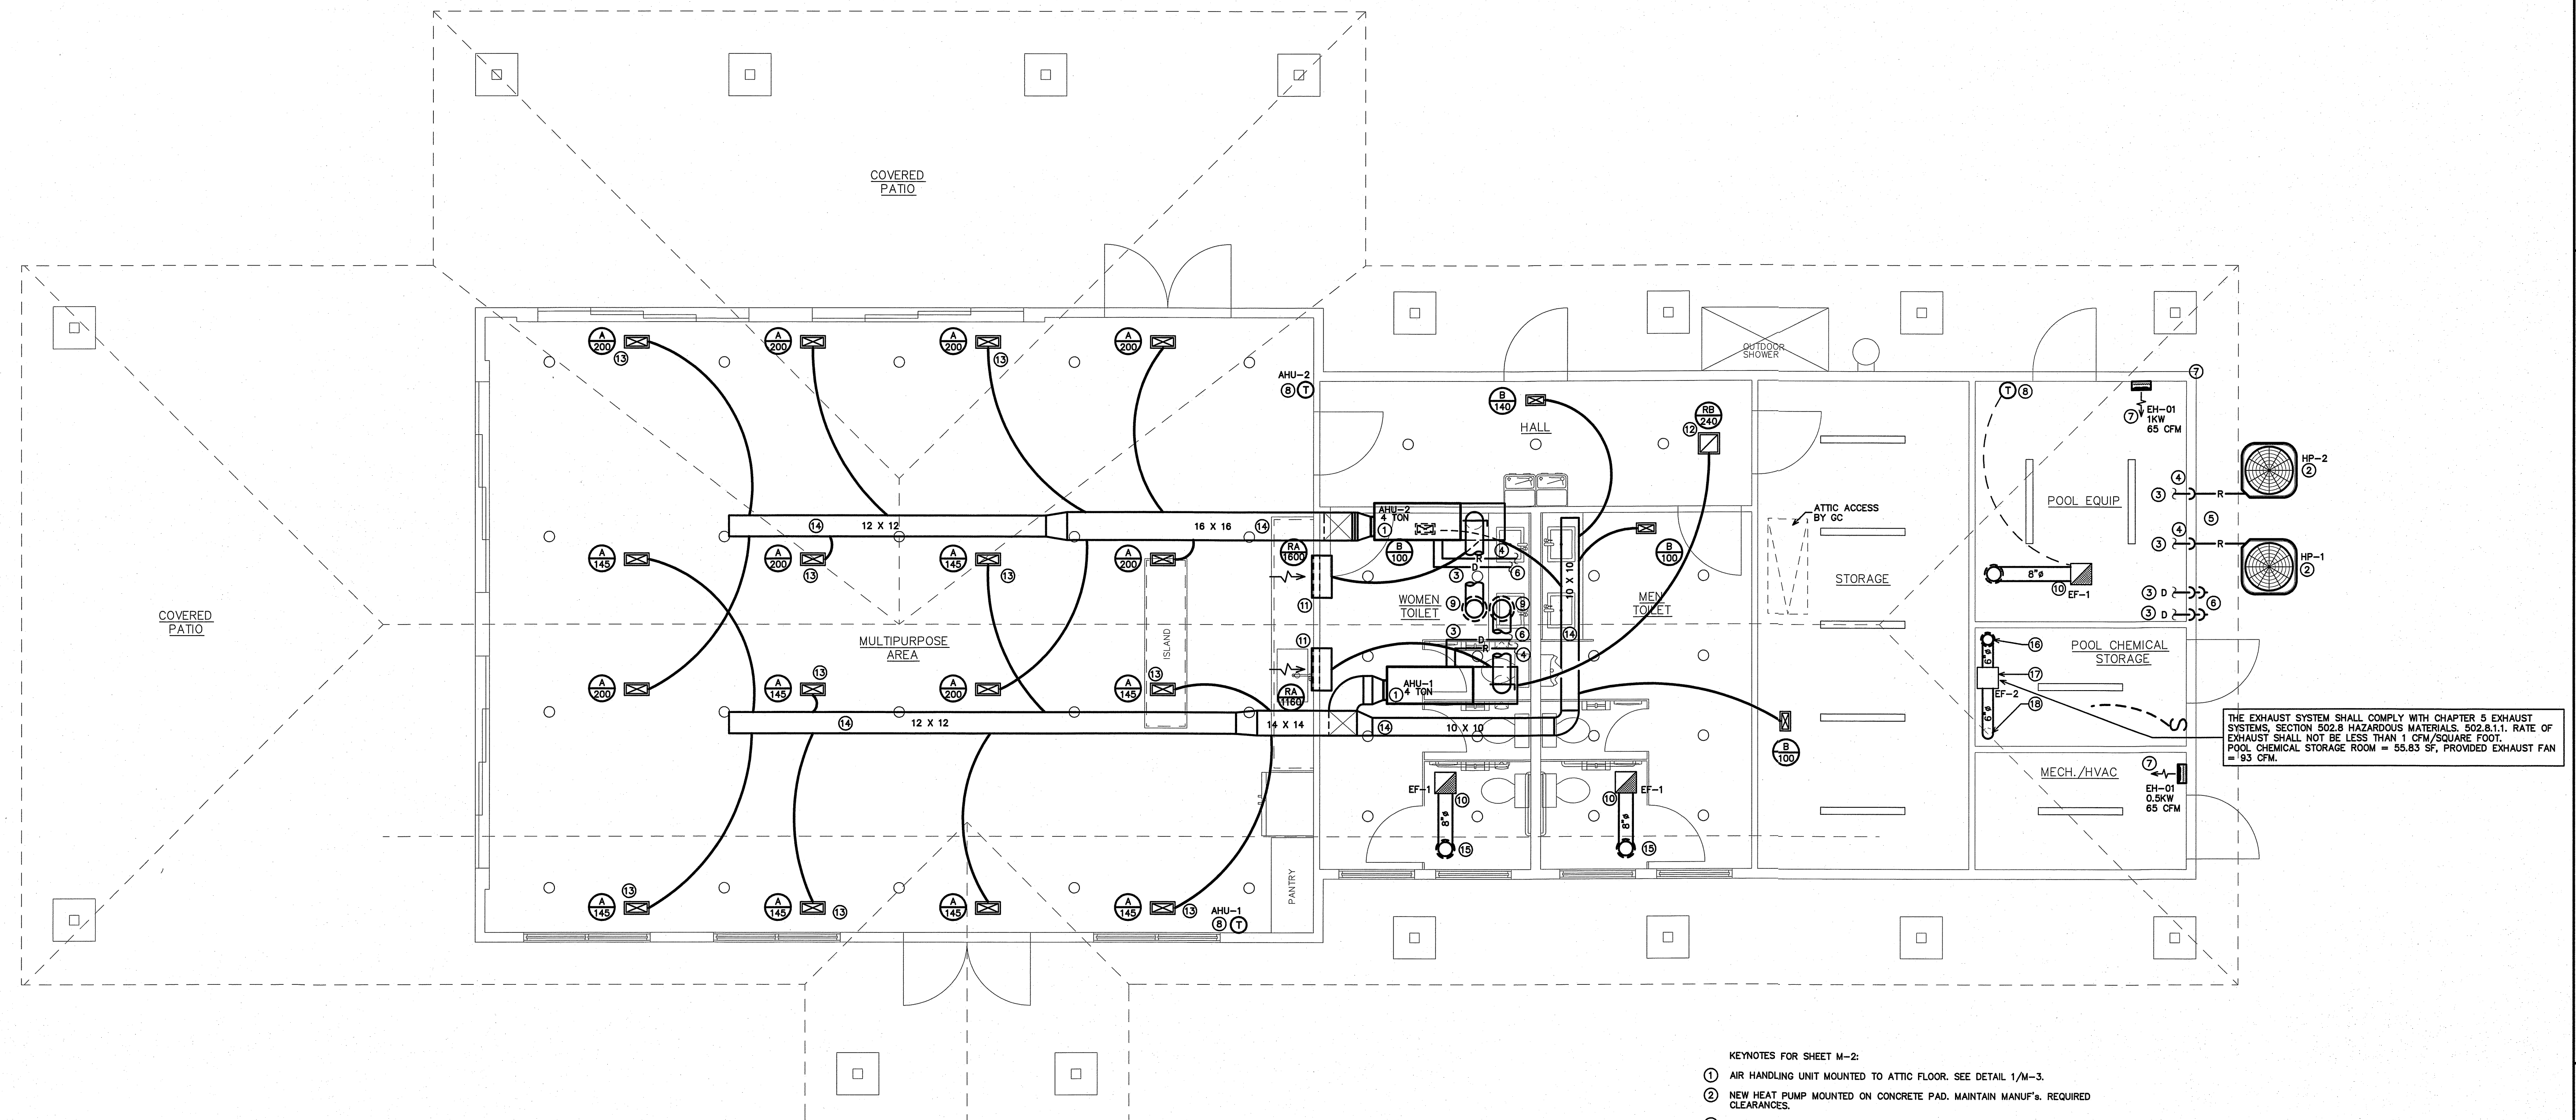 COVERED
PATIO
A
200
13
A
200
A
200
13
A
200
AHU-2
8 T
7
OUTDOOR
SHOWER
B
140
HALL
RB
240
12
T 8
7
EH-01
1KW
65 CFM
HP-2
2
4
3 R
POOL EQUIP
5
4
3 R
HP-1
2
ATTIC ACCESS
BY GC
14
12 X 12
16 X 16
14
AHU-2
4 TON
1
RA
1600
B
100
4
R
D
3
6
10 X 10
B
100
A
145
A
200
13
A
145
13
A
200
11
WOMEN
TOILET
9
9
MEN
TOILET
STORAGE
8"ø
10
EF-1
3 D
6
3 D
COVERED
PATIO
MULTIPURPOSE
AREA
ISLAND
11
3
D
6
R
4
14
6"ø
16
POOL CHEMICAL
STORAGE
17
EF-2
6"ø
18
S
A
200
A
145
13
A
200
A
145
13
RA
1160
1
AHU-1
4 TON
14
12 X 12
14 X 14
14
10 X 10
B
100
THE EXHAUST SYSTEM SHALL COMPLY WITH CHAPTER 5 EXHAUST
SYSTEMS, SECTION 502.8 HAZARDOUS MATERIALS. 502.8.1.1. RATE OF
EXHAUST SHALL NOT BE LESS THAN 1 CFM/SQUARE FOOT.
POOL CHEMICAL STORAGE ROOM = 55.83 SF, PROVIDED EXHAUST FAN
= 93 CFM.
MECH./HVAC
7
EH-01
0.5KW
65 CFM
EF-1
10
8"ø
15
EF-1
10
8"ø
15
PANTRY
A
145
13
A
145
13
A
145
A
145
13
AHU-1
8 T
KEYNOTES FOR SHEET M-2:
1 AIR HANDLING UNIT MOUNTED TO ATTIC FLOOR. SEE DETAIL 1/M-3.
2 NEW HEAT PUMP MOUNTED ON CONCRETE PAD. MAINTAIN MANUF's. REQUIRED
CLEARANCES.